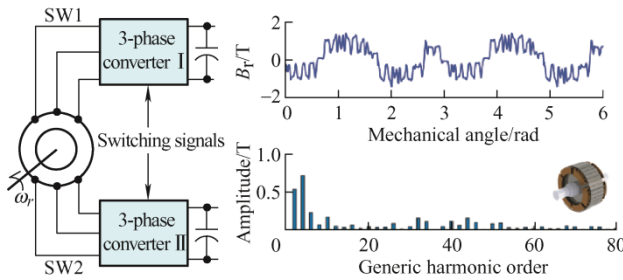 SW1
3-phase
converter I
Switching signals
ωr
3-phase
converter II
SW2
Br/T
2
0
−2
0 1 2 3 4 5 6
Mechanical angle/rad
Amplitude/T
1.0
0.5
0 20 40 60 80
Generic harmonic order